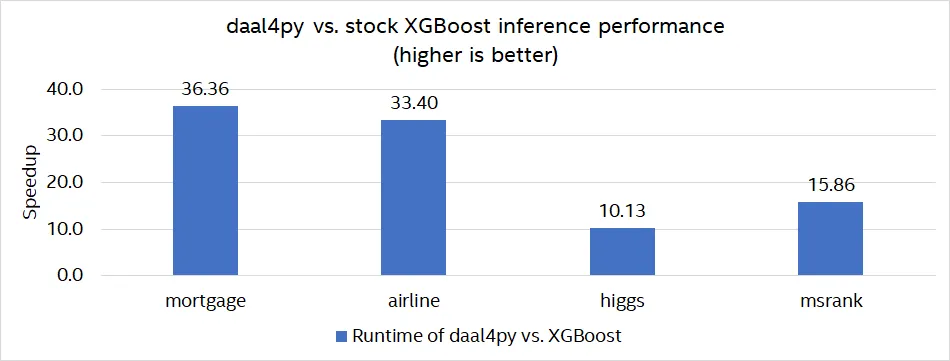 daal4py vs. stock XGBoost inference performance
(higher is better)
40.0
30.0
20.0
10.0
0.0
Speedup
36.36
33.40
10.13
15.86
mortgage
airline
higgs
msrank
Runtime of daal4py vs. XGBoost